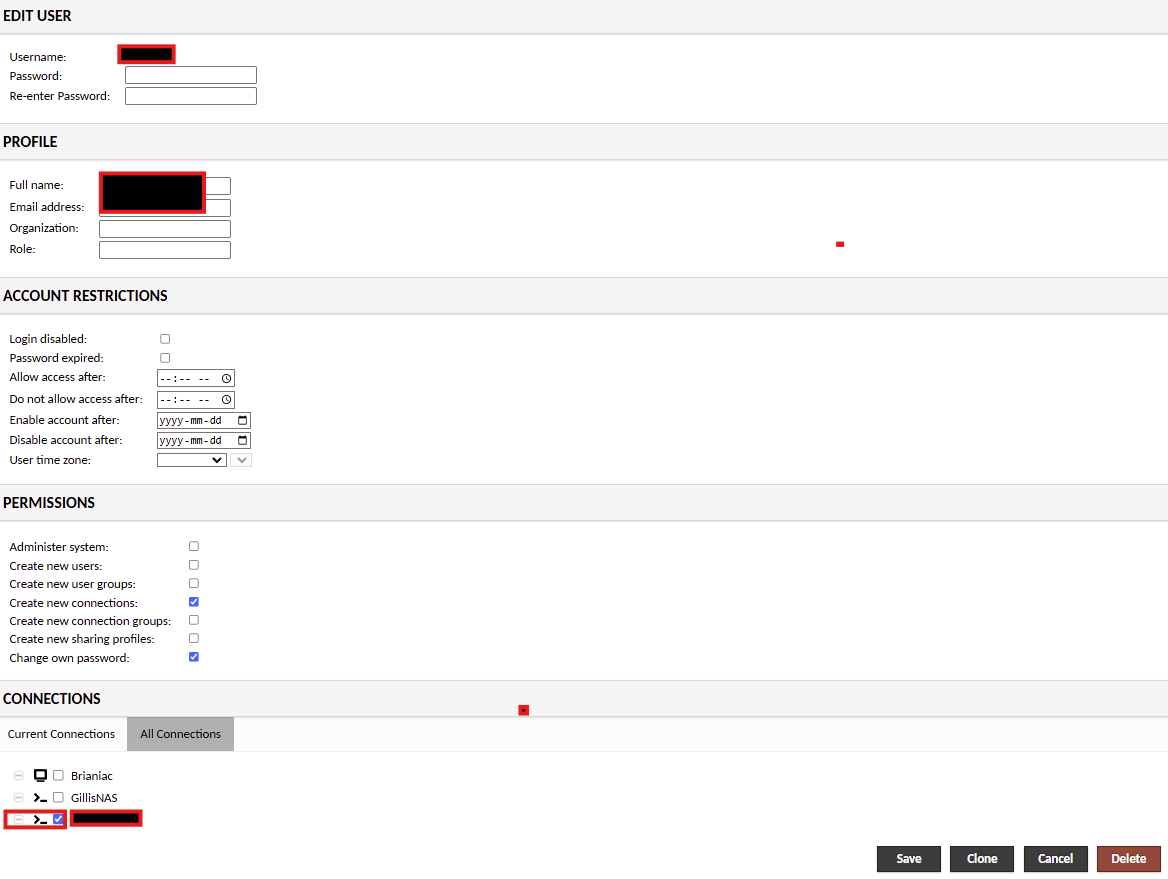 EDIT USER
Username:
Password:
Re-enter Password:
PROFILE
Full name:
Email address:
Organization:
Role:
ACCOUNT RESTRICTIONS
Login disabled:
Password expired:
Allow access after: --:-- --
Do not allow access after: --:-- --
Enable account after: yyyy-mm-dd
Disable account after: yyyy-mm-dd
User time zone:
PERMISSIONS
Administer system:
Create new users:
Create new user groups:
Create new connections:
Create new connection groups:
Create new sharing profiles:
Change own password:
CONNECTIONS
Current Connections All Connections
Brianiac
GillisNAS
Save Clone Cancel Delete